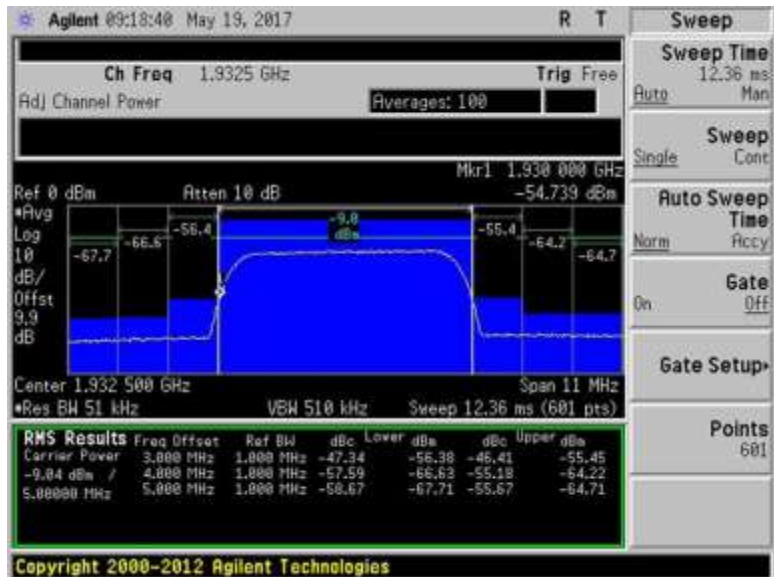 Agilent 09:18:40 May 19, 2017 R T
Ch Freq 1.9325 GHz Trig Free
Adj Channel Power Averages: 100
Mkr1 1.930 000 GHz
Ref 0 dBm Atten 10 dB -54.739 dBm
*Avg
Log
10
dB/
Offst
9.9
dB
-67.7 -66.6 -56.4 -9.0 dBm -55.4 -64.2 -64.7
Center 1.932 500 GHz Span 11 MHz
*Res BW 51 kHz VBW 510 kHz Sweep 12.36 ms (601 pts)
RMS Results Freq Offset Ref BW dBc Lower dBm dBc Upper dBm
Carrier Power 3.000 MHz 1.000 MHz -47.34 -56.38 -46.41 -55.45
-9.04 dBm / 4.000 MHz 1.000 MHz -57.59 -66.63 -55.18 -64.22
5.00000 MHz 5.000 MHz 1.000 MHz -58.67 -67.71 -55.67 -64.71
Copyright 2000-2012 Agilent Technologies
Sweep
Sweep Time
12.36 ms
Auto Man
Sweep
Single Cont
Auto Sweep
Time
Norm Accy
Gate
On Off
Gate Setup
Points
601